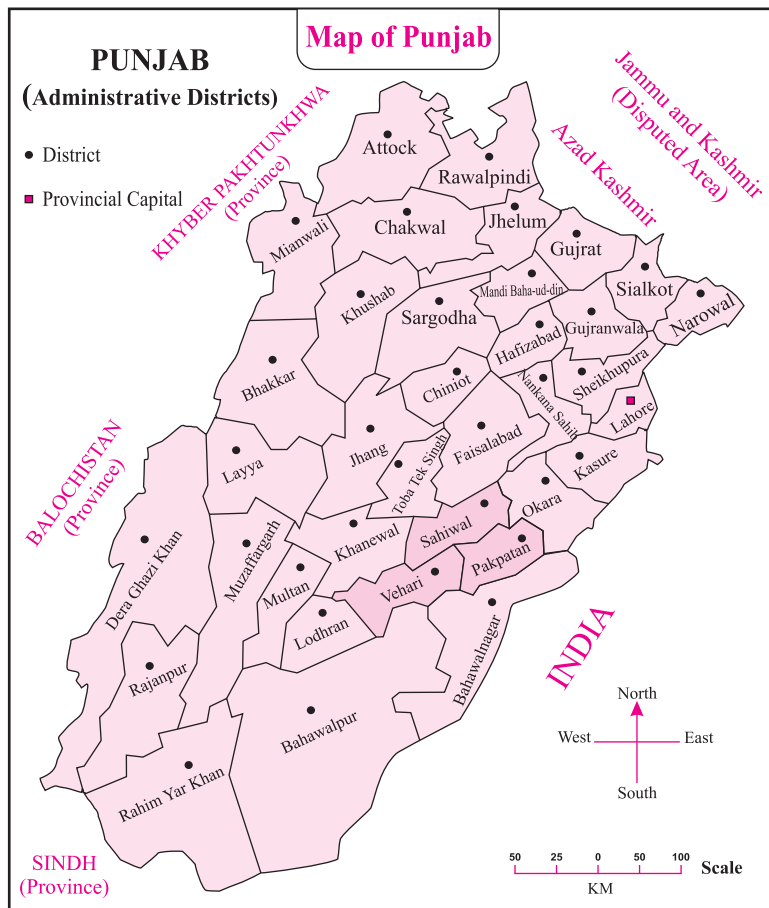 Map of Punjab
PUNJAB
(Administrative Districts)
District
Provincial Capital
KHYBER PAKHTUNKHWA
(Province)
Jammu and Kashmir
(Disputed Area)
Azad Kashmir
Attock
Rawalpindi
Mianwali
Chakwal
Jhelum
Gujrat
Khushab
Sargodha
Mandi Baha-ud-din
Sialkot
Narowal
Hafizabad
Gujranwala
Bhakkar
Chiniot
Nankana Sahib
Sheikhupura
Lahore
Layya
Jhang
Toba Tek Singh
Faisalabad
Kasure
Okara
BALOCHISTAN
(Province)
Dera Ghazi Khan
Muzaffargarh
Khanewal
Sahiwal
Pakpatan
Multan
Vehari
Lodhran
Bahawalnagar
Rajanpur
Bahawalpur
Rahim Yar Khan
INDIA
North
West
East
South
SINDH
(Province)
50 25 0 50 100
Scale
KM